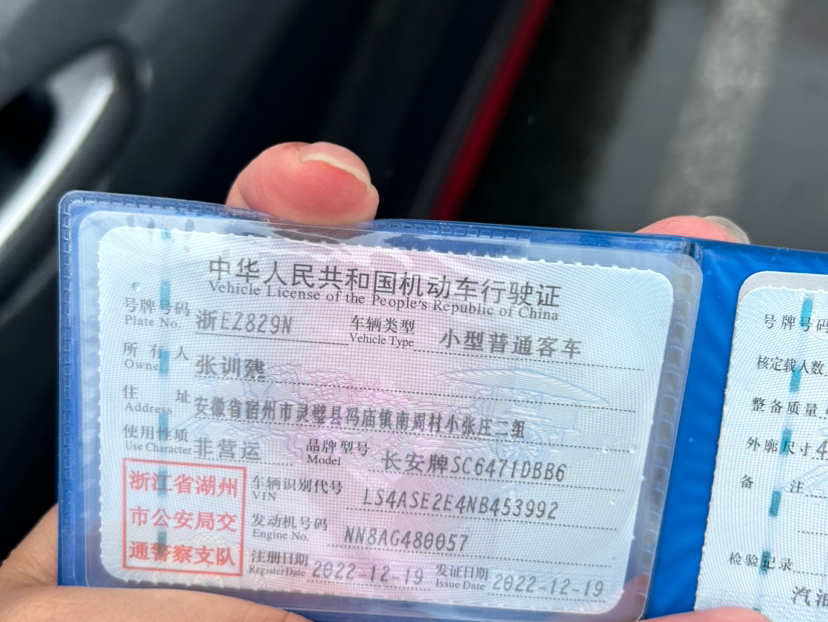 中华人民共和国机动车行驶证
Vehicle License of the People's Republic of China
号牌号码 浙EZ829N 车辆类型 小型普通客车
Plate No. Vehicle Type
所有人 张训建
Owner
住址 安徽省宿州市灵璧县冯庙镇南周村小张庄二组
Address
使用性质 非营运 品牌型号 长安牌SC6471DBB6
Use Character Model
浙江省湖州
市公安局交
通警察支队
车辆识别代号 LS4ASE2E4NB453992
VIN
发动机号码 NN8AG480057
Engine No.
注册日期 2022-12-19 发证日期 2022-12-19
Register Date Issue Date
号牌号码
核定载人数
整备质量
外廓尺寸 4
备注
检验记录
汽油